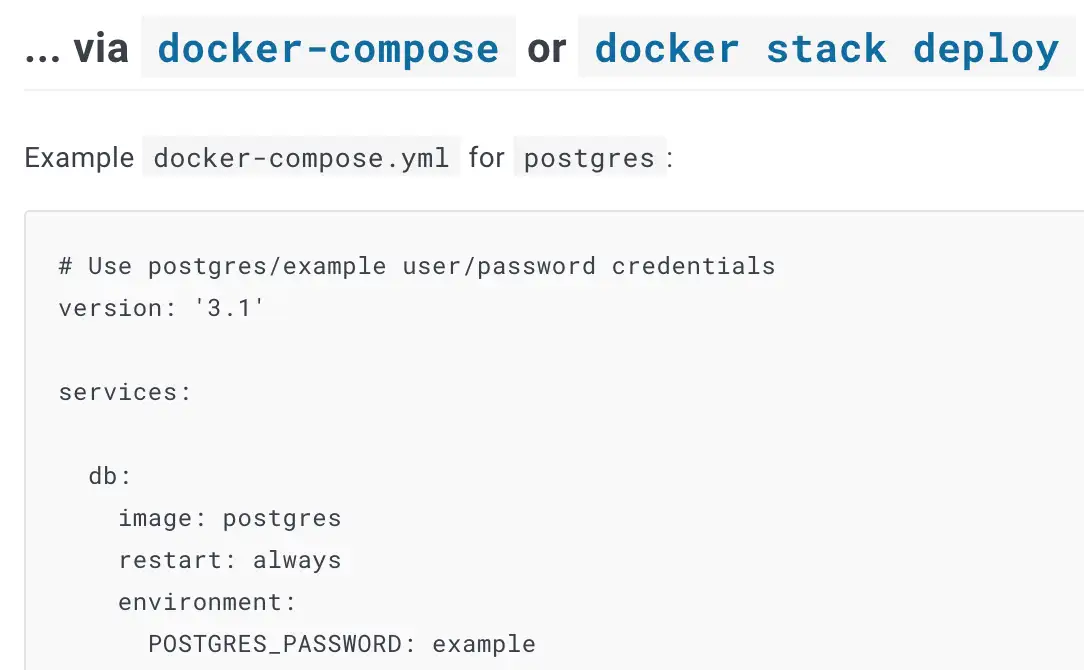 ... via docker-compose or docker stack deploy
Example docker-compose.yml for postgres:
# Use postgres/example user/password credentials
version: '3.1'
services:
  db:
    image: postgres
    restart: always
    environment:
      POSTGRES_PASSWORD: example